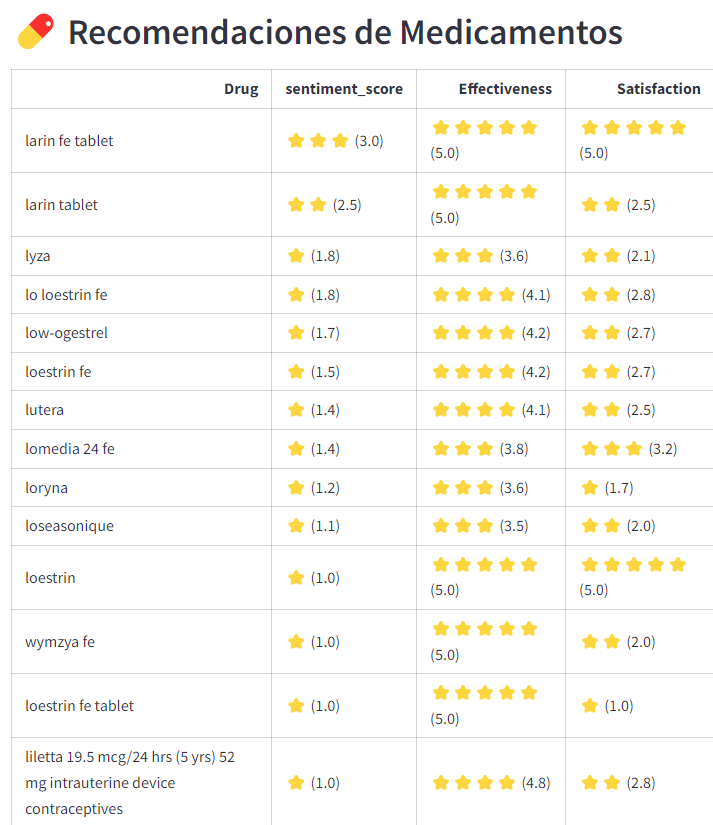 Recomendaciones de Medicamentos
Drug sentiment_score Effectiveness Satisfaction
larin fe tablet (3.0) (5.0) (5.0)
larin tablet (2.5) (5.0) (2.5)
lyza (1.8) (3.6) (2.1)
lo loestrin fe (1.8) (4.1) (2.8)
low-ogestrel (1.7) (4.2) (2.7)
loestrin fe (1.5) (4.2) (2.7)
lutera (1.4) (4.1) (2.5)
lomedia 24 fe (1.4) (3.8) (3.2)
loryna (1.2) (3.6) (1.7)
loseasonique (1.1) (3.5) (2.0)
loestrin (1.0) (5.0) (5.0)
wymzya fe (1.0) (5.0) (2.0)
loestrin fe tablet (1.0) (5.0) (1.0)
liletta 19.5 mcg/24 hrs (5 yrs) 52
mg intrauterine device (1.0) (4.8) (2.8)
contraceptives